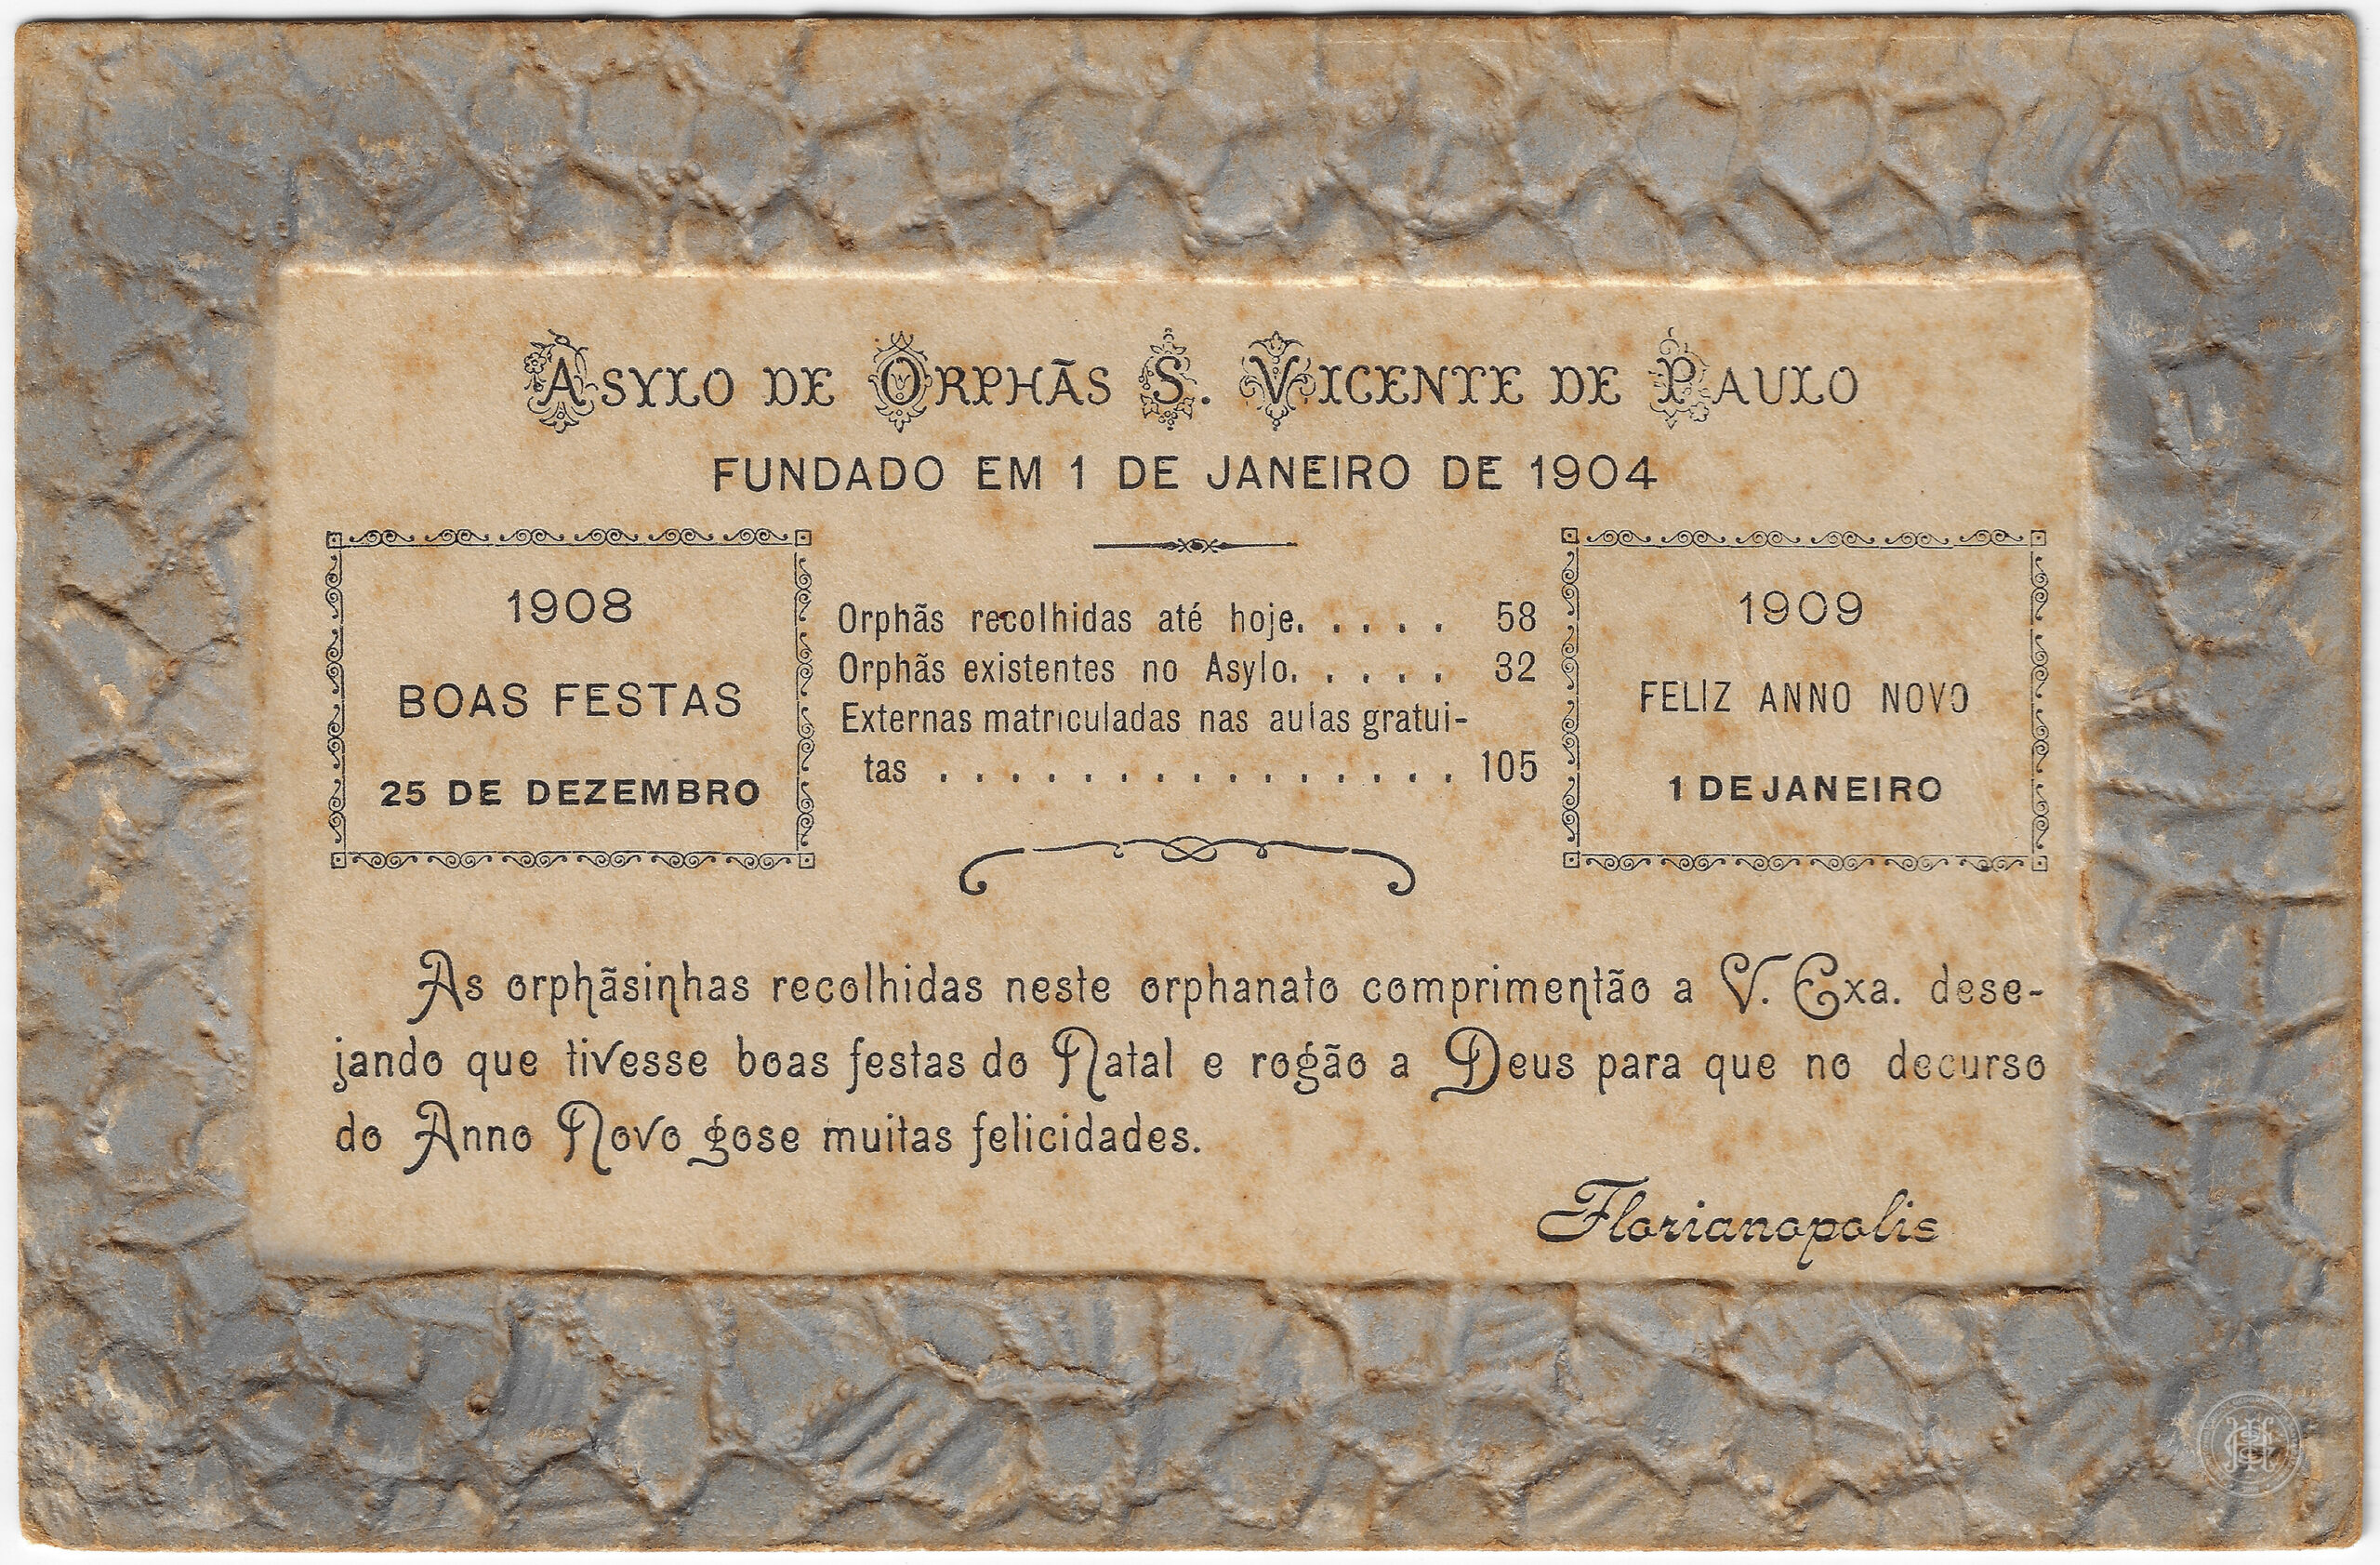 ASYLO DE ORPHÃS S. VICENTE DE PAULO
FUNDADO EM 1 DE JANEIRO DE 1904
1908
BOAS FESTAS
25 DE DEZEMBRO
Orphãs recolhidas até hoje. . . . . 58
Orphãs existentes no Asylo. . . . . 32
Externas matriculadas nas aulas gratui-
tas . . . . . . . . . . . . . . . 105
1909
FELIZ ANNO NOVO
1 DE JANEIRO
As orphãsinhas recolhidas neste orphanato comprimentão a V. Exa. dese-
jando que tivesse boas festas do Natal e rogão a Deus para que no decurso
do Anno Novo gose muitas felicidades.
Florianopolis